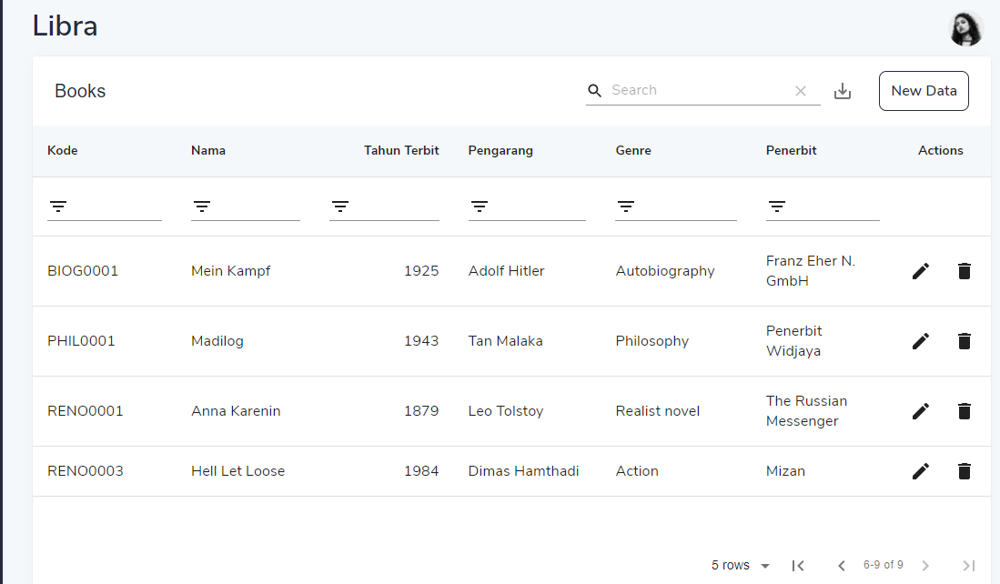 Libra
Books
Search
New Data
Kode Nama Tahun Terbit Pengarang Genre Penerbit Actions
BIOG0001 Mein Kampf 1925 Adolf Hitler Autobiography Franz Eher N. GmbH
PHIL0001 Madilog 1943 Tan Malaka Philosophy Penerbit Widjaya
RENO0001 Anna Karenin 1879 Leo Tolstoy Realist novel The Russian Messenger
RENO0003 Hell Let Loose 1984 Dimas Hamthadi Action Mizan
5 rows 6-9 of 9